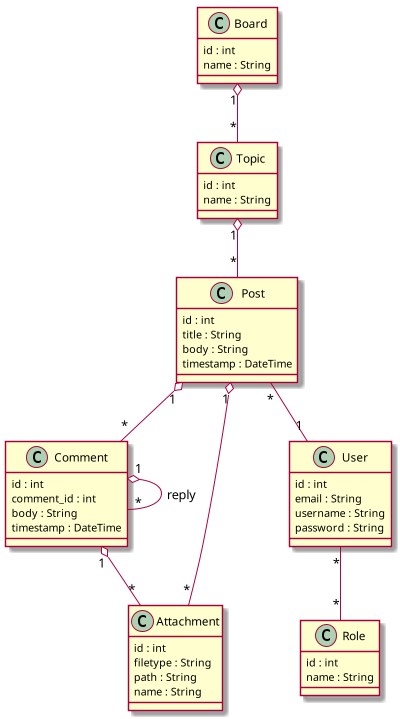 C Board
id : int
name : String
1
*
C Topic
id : int
name : String
1
*
C Post
id : int
title : String
body : String
timestamp : DateTime
1
1
*
*
1
C Comment
id : int
comment_id : int
body : String
timestamp : DateTime
1
reply
*
C User
id : int
email : String
username : String
password : String
1
*
*
*
*
C Attachment
id : int
filetype : String
path : String
name : String
C Role
id : int
name : String